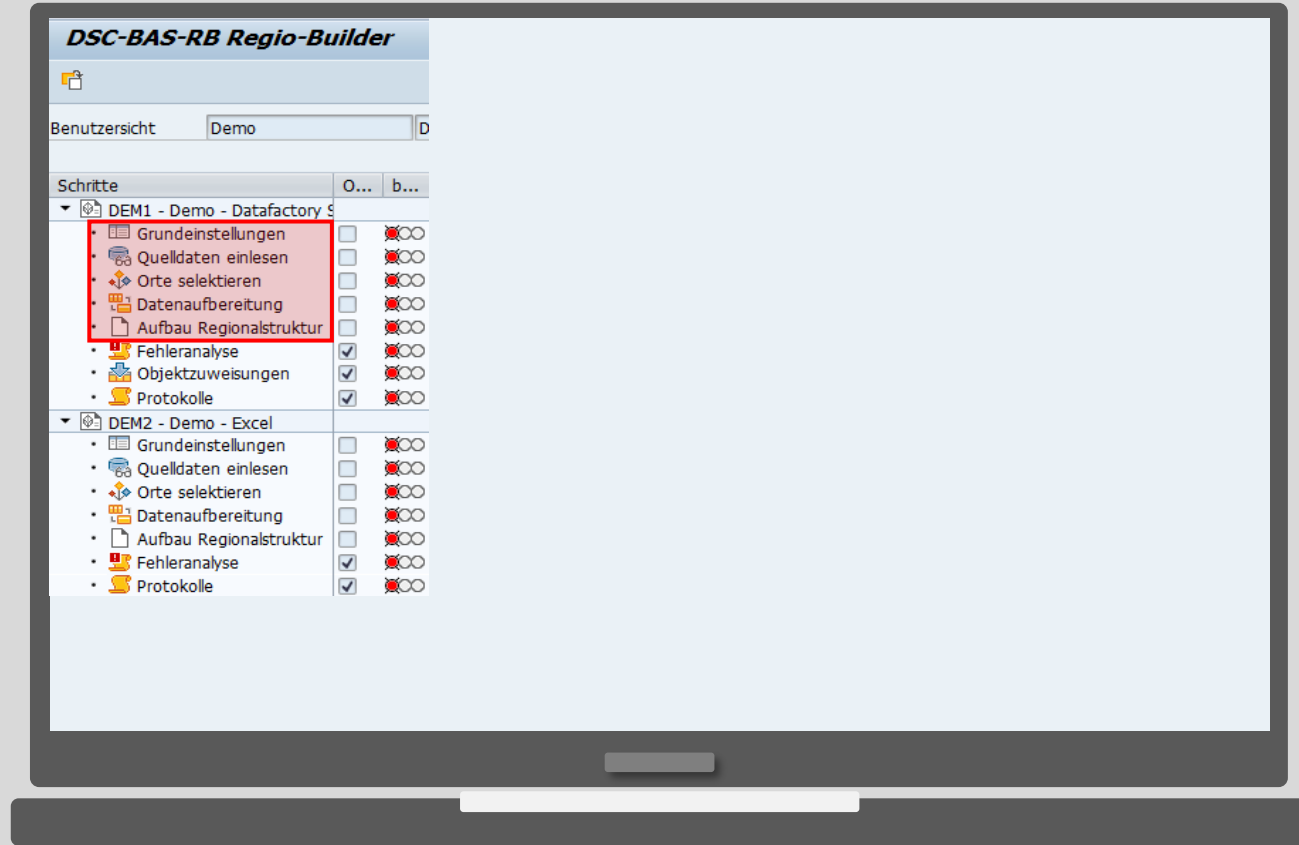 DSC-BAS-RB Regio-Builder
Benutzersicht Demo D
Schritte O... b...
DEM1 - Demo - Datafactory S
Grundeinstellungen
Quelldaten einlesen
Orte selektieren
Datenaufbereitung
Aufbau Regionalstruktur
Fehleranalyse
Objektzuweisungen
Protokolle
DEM2 - Demo - Excel
Grundeinstellungen
Quelldaten einlesen
Orte selektieren
Datenaufbereitung
Aufbau Regionalstruktur
Fehleranalyse
Protokolle